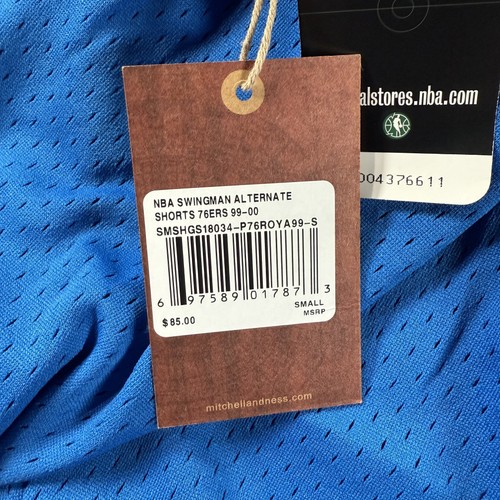 alstores.nba.com
004376611
NBA SWINGMAN ALTERNATE
SHORTS 76ERS 99-00
SMSHGS18034-P76ROYA99-S
6 97589 01787 3
SMALL
$85.00 MSRP
mitchellandness.com